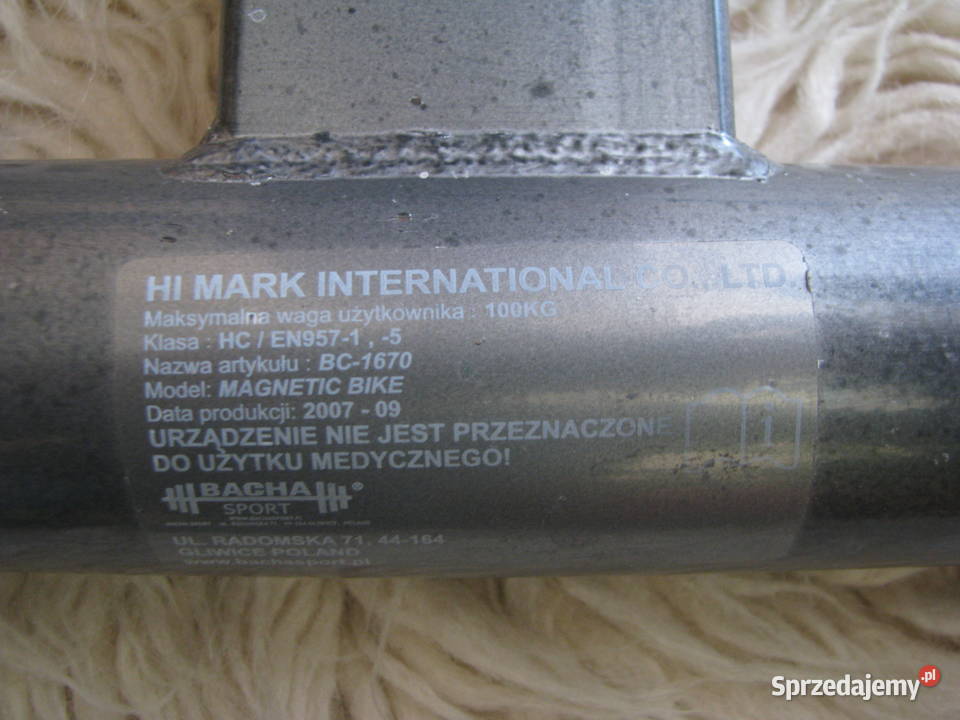 HI MARK INTERNATIONAL CO., LTD.
Maksymalna waga użytkownika : 100KG
Klasa : HC / EN957-1 , -5
Nazwa artykułu : BC-1670
Model: MAGNETIC BIKE
Data produkcji: 2007 - 09
URZĄDZENIE NIE JEST PRZEZNACZONE
DO UŻYTKU MEDYCZNEGO!
i
BACHA ®
SPORT
UL. RADOMSKA 71, 44-164
GLIWICE POLAND
www.bachasport.pl
Sprzedajemy.pl